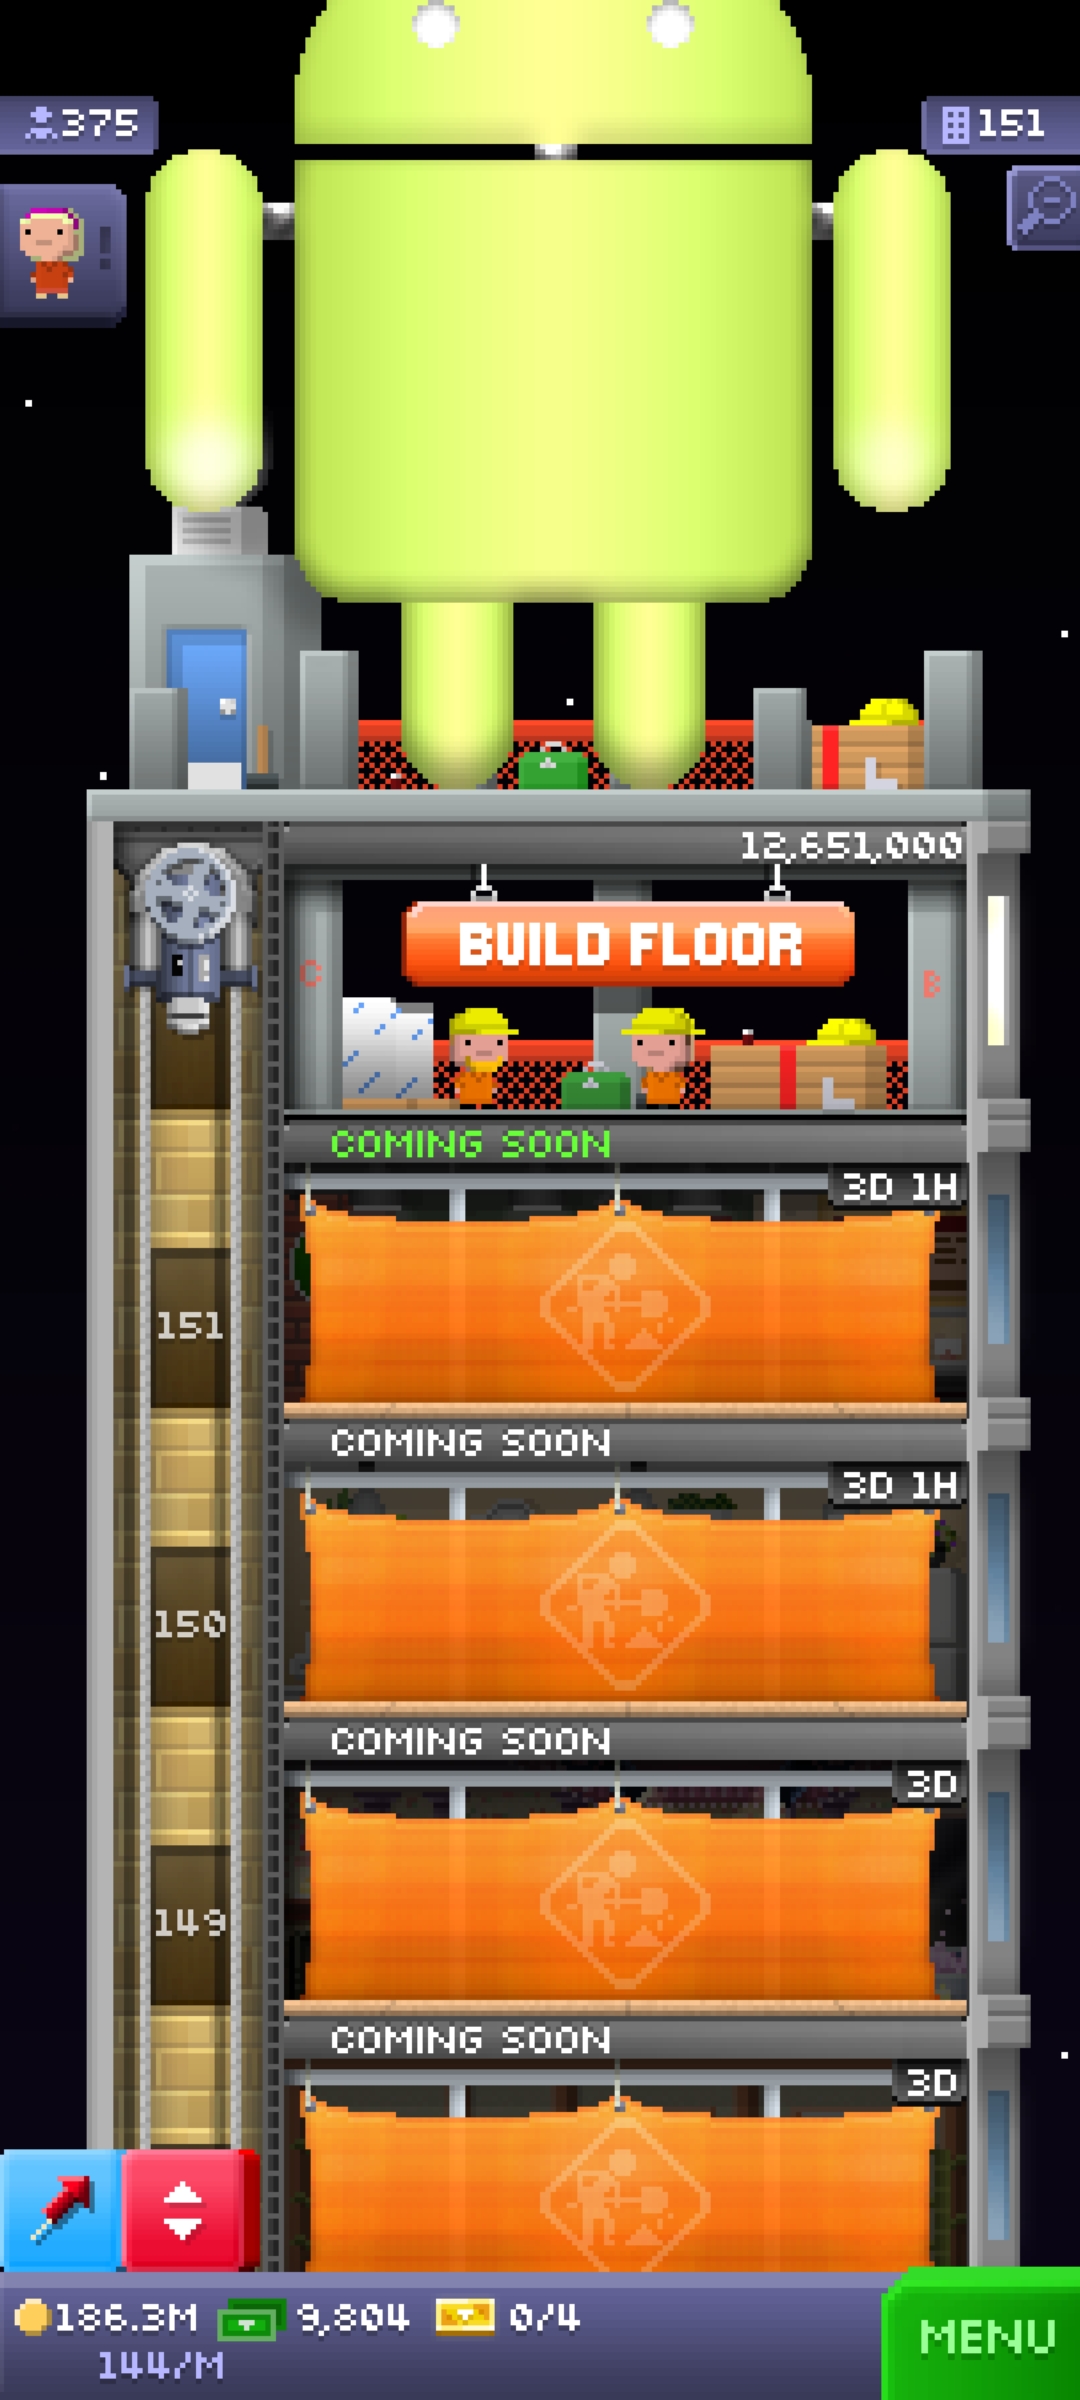 375
151
!
12,651,000
BUILD FLOOR
C
B
COMING SOON
3D 1H
151
COMING SOON
3D 1H
150
COMING SOON
3D
149
COMING SOON
3D
186.3M 9,804 0/4
144/M
MENU